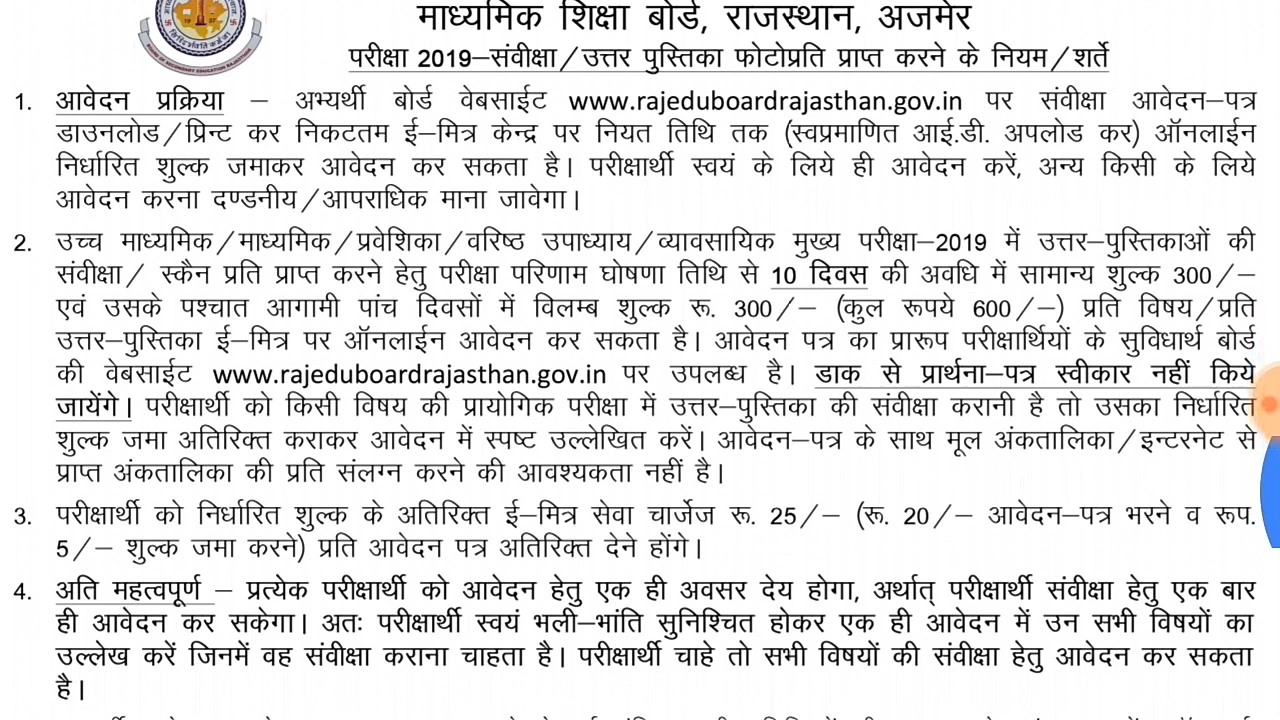 माध्यमिक शिक्षा बोर्ड, राजस्थान, अजमेर
परीक्षा 2019–संवीक्षा/उत्तर पुस्तिका फोटोप्रति प्राप्त करने के नियम/शर्ते
1. आवेदन प्रक्रिया – अभ्यर्थी बोर्ड वेबसाईट www.rajeduboardrajasthan.gov.in पर संवीक्षा आवेदन–पत्र
डाउनलोड/प्रिन्ट कर निकटतम ई–मित्र केन्द्र पर नियत तिथि तक (स्वप्रमाणित आई.डी. अपलोड कर) ऑनलाईन
निर्धारित शुल्क जमाकर आवेदन कर सकता है। परीक्षार्थी स्वयं के लिये ही आवेदन करें, अन्य किसी के लिये
आवेदन करना दण्डनीय/आपराधिक माना जावेगा।
2. उच्च माध्यमिक/माध्यमिक/प्रवेशिका/वरिष्ठ उपाध्याय/व्यावसायिक मुख्य परीक्षा–2019 में उत्तर–पुस्तिकाओं की
संवीक्षा/ स्कैन प्रति प्राप्त करने हेतु परीक्षा परिणाम घोषणा तिथि से 10 दिवस की अवधि में सामान्य शुल्क 300/–
एवं उसके पश्चात आगामी पांच दिवसों में विलम्ब शुल्क रू. 300/– (कुल रूपये 600/–) प्रति विषय/प्रति
उत्तर–पुस्तिका ई–मित्र पर ऑनलाईन आवेदन कर सकता है। आवेदन पत्र का प्रारूप परीक्षार्थियों के सुविधार्थ बोर्ड
की वेबसाईट www.rajeduboardrajasthan.gov.in पर उपलब्ध है। डाक से प्रार्थना–पत्र स्वीकार नहीं किये
जायेंगे। परीक्षार्थी को किसी विषय की प्रायोगिक परीक्षा में उत्तर–पुस्तिका की संवीक्षा करानी है तो उसका निर्धारित
शुल्क जमा अतिरिक्त कराकर आवेदन में स्पष्ट उल्लेखित करें। आवेदन–पत्र के साथ मूल अंकतालिका/इन्टरनेट से
प्राप्त अंकतालिका की प्रति संलग्न करने की आवश्यकता नहीं है।
3. परीक्षार्थी को निर्धारित शुल्क के अतिरिक्त ई–मित्र सेवा चार्जेज रू. 25/– (रू. 20/– आवेदन–पत्र भरने व रूप.
5/– शुल्क जमा करने) प्रति आवेदन पत्र अतिरिक्त देने होंगे।
4. अति महत्वपूर्ण – प्रत्येक परीक्षार्थी को आवेदन हेतु एक ही अवसर देय होगा, अर्थात् परीक्षार्थी संवीक्षा हेतु एक बार
ही आवेदन कर सकेगा। अतः परीक्षार्थी स्वयं भली–भांति सुनिश्चित होकर एक ही आवेदन में उन सभी विषयों का
उल्लेख करें जिनमें वह संवीक्षा कराना चाहता है। परीक्षार्थी चाहे तो सभी विषयों की संवीक्षा हेतु आवेदन कर सकता
है।